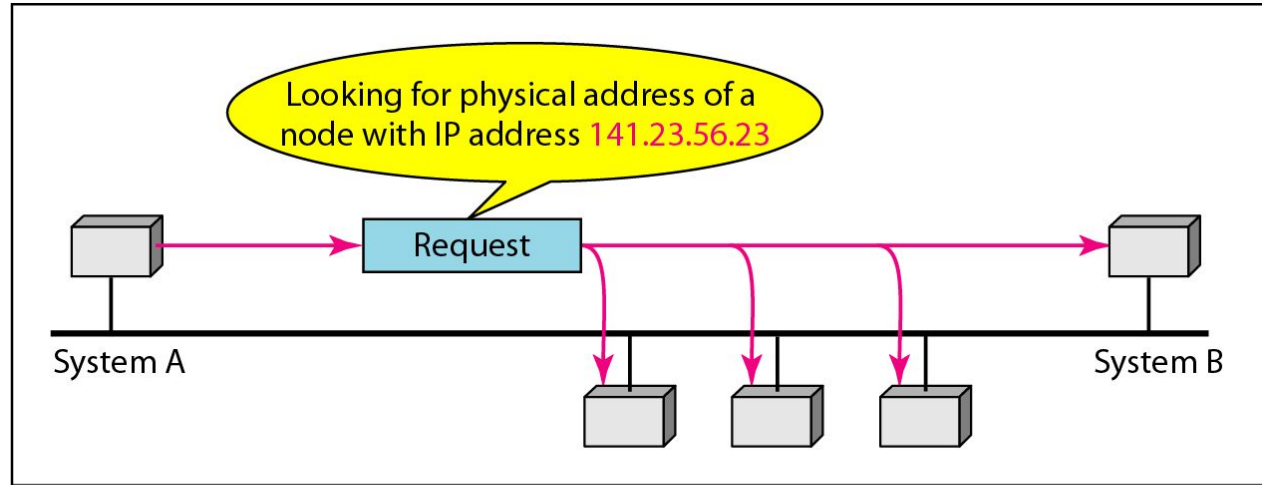 Looking for physical address of a
node with IP address 141.23.56.23
Request
System A
System B